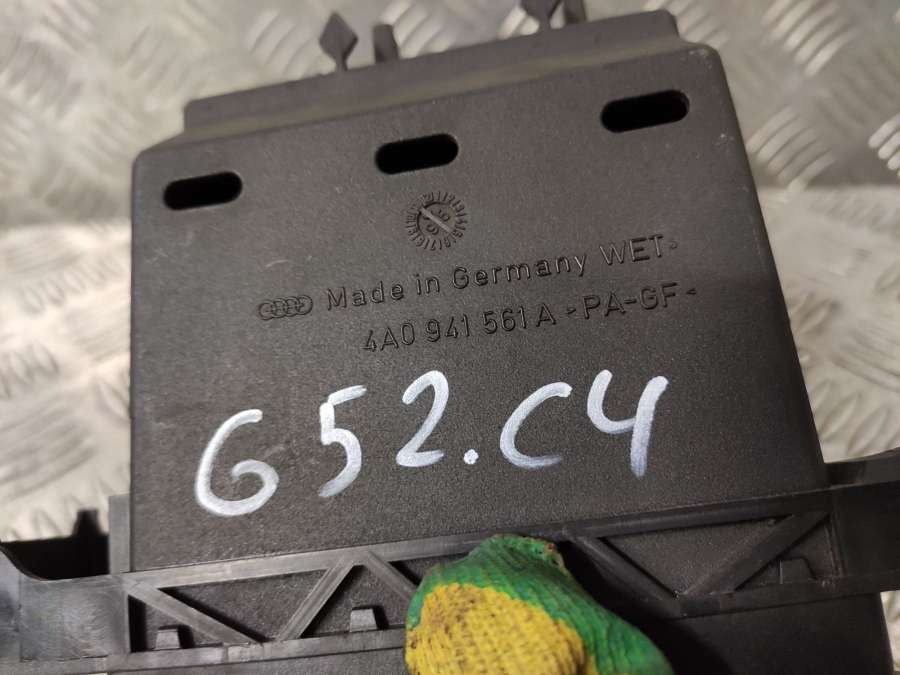 Made in Germany WET
4A0 941 561 A >PA-GF<
G52.C4